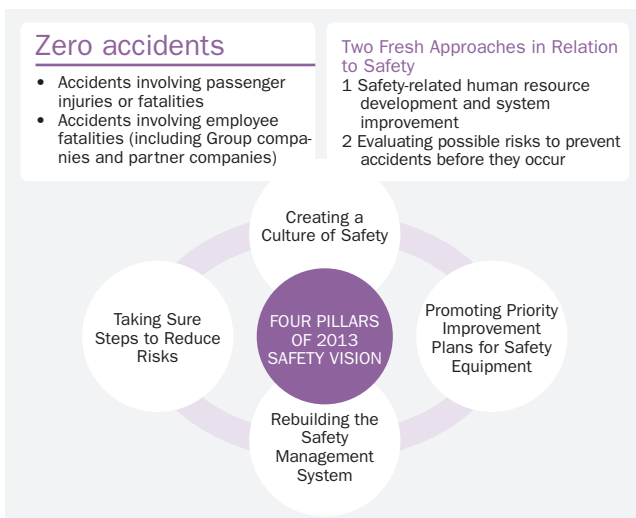 Zero accidents
• Accidents involving passenger
injuries or fatalities
• Accidents involving employee
fatalities (including Group compa-
nies and partner companies)
Two Fresh Approaches in Relation
to Safety
1 Safety-related human resource
development and system
improvement
2 Evaluating possible risks to prevent
accidents before they occur
Creating a
Culture of Safety
Taking Sure
Steps to Reduce
Risks
FOUR PILLARS
OF 2013
SAFETY VISION
Promoting Priority
Improvement
Plans for Safety
Equipment
Rebuilding the
Safety
Management
System